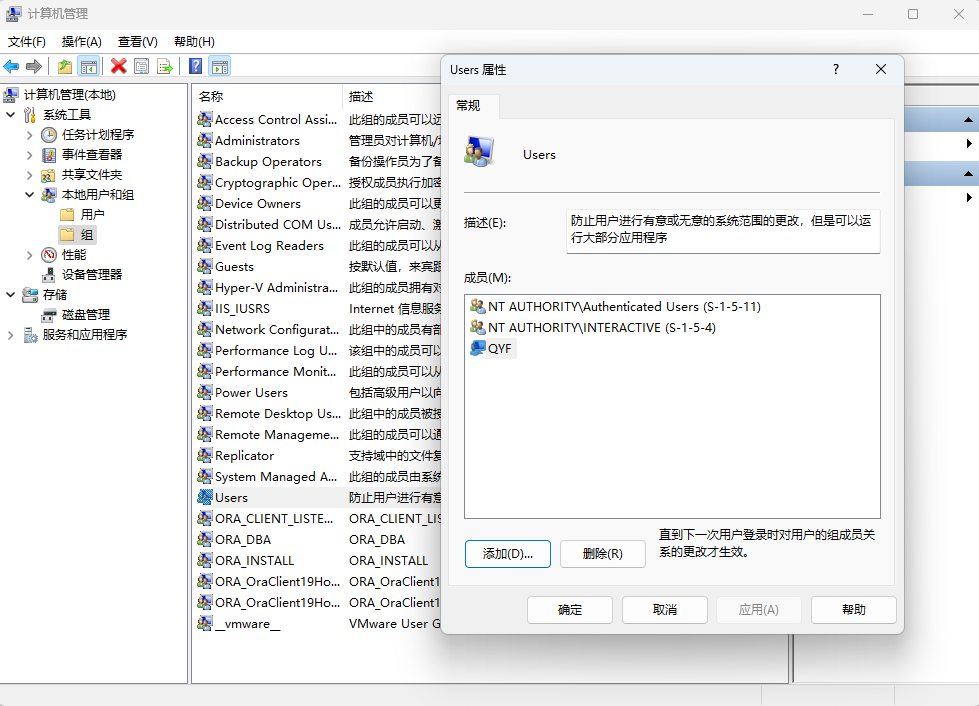 计算机管理
文件(F) 操作(A) 查看(V) 帮助(H)
计算机管理(本地)
系统工具
任务计划程序
事件查看器
共享文件夹
本地用户和组
用户
组
性能
设备管理器
存储
磁盘管理
服务和应用程序
名称 描述
Access Control Assi... 此组的成员可以远
Administrators 管理员对计算机/
Backup Operators 备份操作员为了备
Cryptographic Oper... 授权成员执行加密
Device Owners 此组的成员可以更
Distributed COM Us... 成员允许启动、激
Event Log Readers 此组的成员可以从
Guests 按默认值，来宾跟
Hyper-V Administra... 此组的成员拥有对
IIS_IUSRS Internet 信息服务
Network Configurat... 此组中的成员有部
Performance Log U... 该组中的成员可以
Performance Monit... 此组的成员可以从
Power Users 包括高级用户以向
Remote Desktop Us... 此组中的成员被授
Remote Manageme... 此组的成员可以通
Replicator 支持域中的文件复
System Managed A... 此组的成员由系统
Users 防止用户进行有意
ORA_CLIENT_LISTE... ORA_CLIENT_LIS
ORA_DBA ORA_DBA
ORA_INSTALL ORA_INSTALL
ORA_OraClient19Ho... ORA_OraClient1
ORA_OraClient19Ho... ORA_OraClient1
__vmware__ VMware User G
Users 属性
常规
Users
描述(E):
防止用户进行有意或无意的系统范围的更改，但是可以运
行大部分应用程序
成员(M):
NT AUTHORITY\Authenticated Users (S-1-5-11)
NT AUTHORITY\INTERACTIVE (S-1-5-4)
QYF
添加(D)... 删除(R)
直到下一次用户登录时对用户的组成员关
系的更改才生效。
确定 取消 应用(A) 帮助